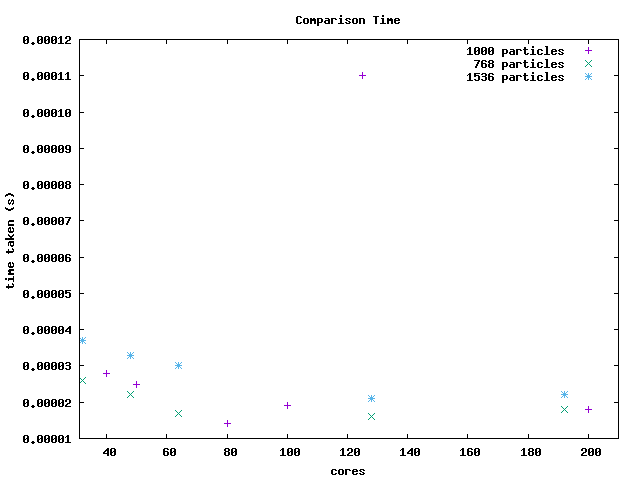 Comparison Time
0.00012
0.00011
0.00010
0.00009
0.00008
0.00007
0.00006
0.00005
0.00004
0.00003
0.00002
0.00001
time taken (s)
1000 particles
768 particles
1536 particles
40 60 80 100 120 140 160 180 200
cores